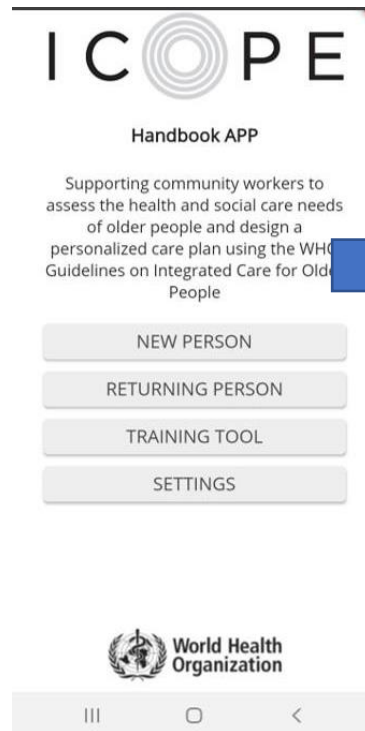 ICOPE
Handbook APP
Supporting community workers to
assess the health and social care needs
of older people and design a
personalized care plan using the
Guidelines on Integrated Care for
People
NEW PERSON
RETURNING PERSON
TRAINING TOOL
SETTINGS
World Health
Organization